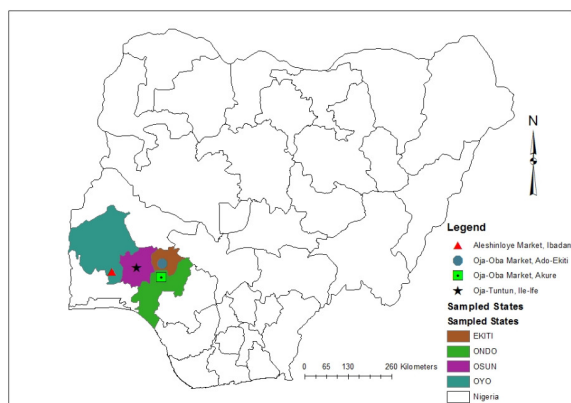 N
Legend
Aleshinloye Market, Ibadan
Oja-Oba Market, Ado-Ekiti
Oja-Oba Market, Akure
Oja-Tuntun, Ile-Ife
Sampled States
Sampled States
EKITI
ONDO
OSUN
OYO
Nigeria
0 65 130 260 Kilometers